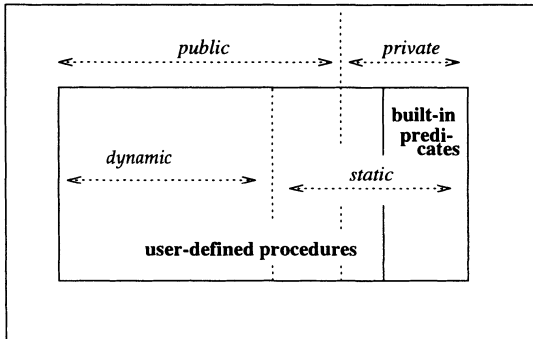 public
private
built-in
predi-
cates
dynamic
static
user-defined procedures